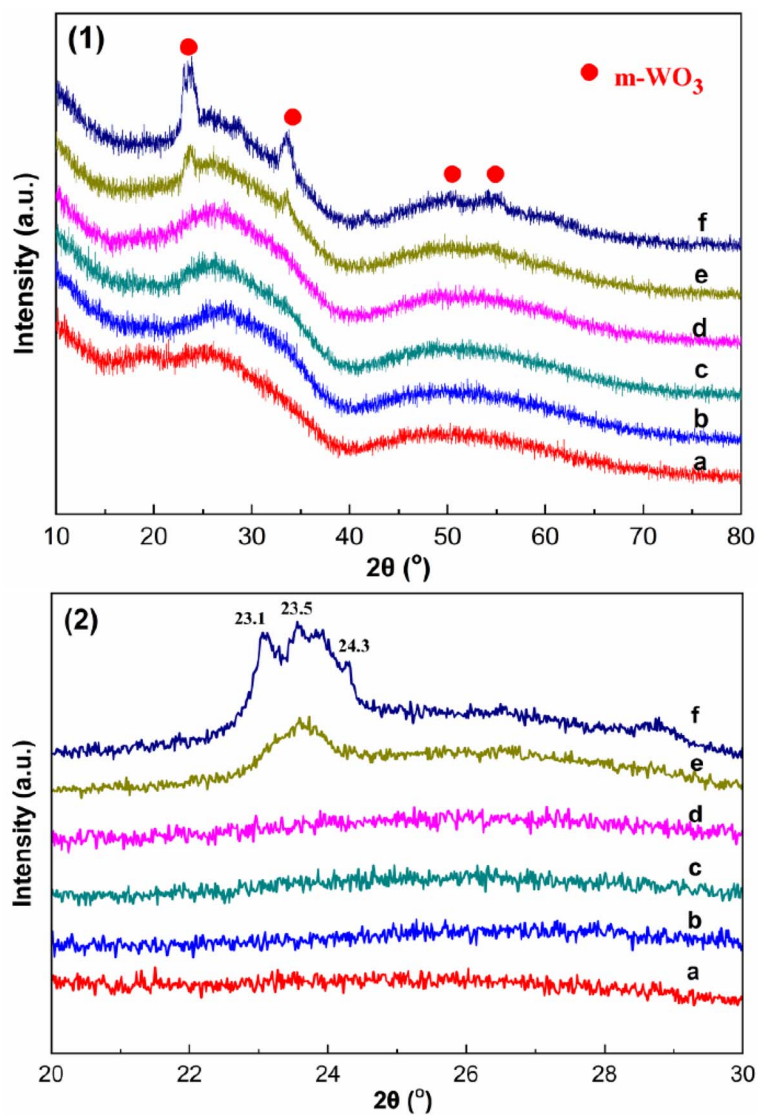 (1)
m-WO3
f
e
d
c
b
a
Intensity (a.u.)
10 20 30 40 50 60 70 80
2θ (°)
(2)
23.1 23.5 24.3
f
e
d
c
b
a
Intensity (a.u.)
20 22 24 26 28 30
2θ (°)